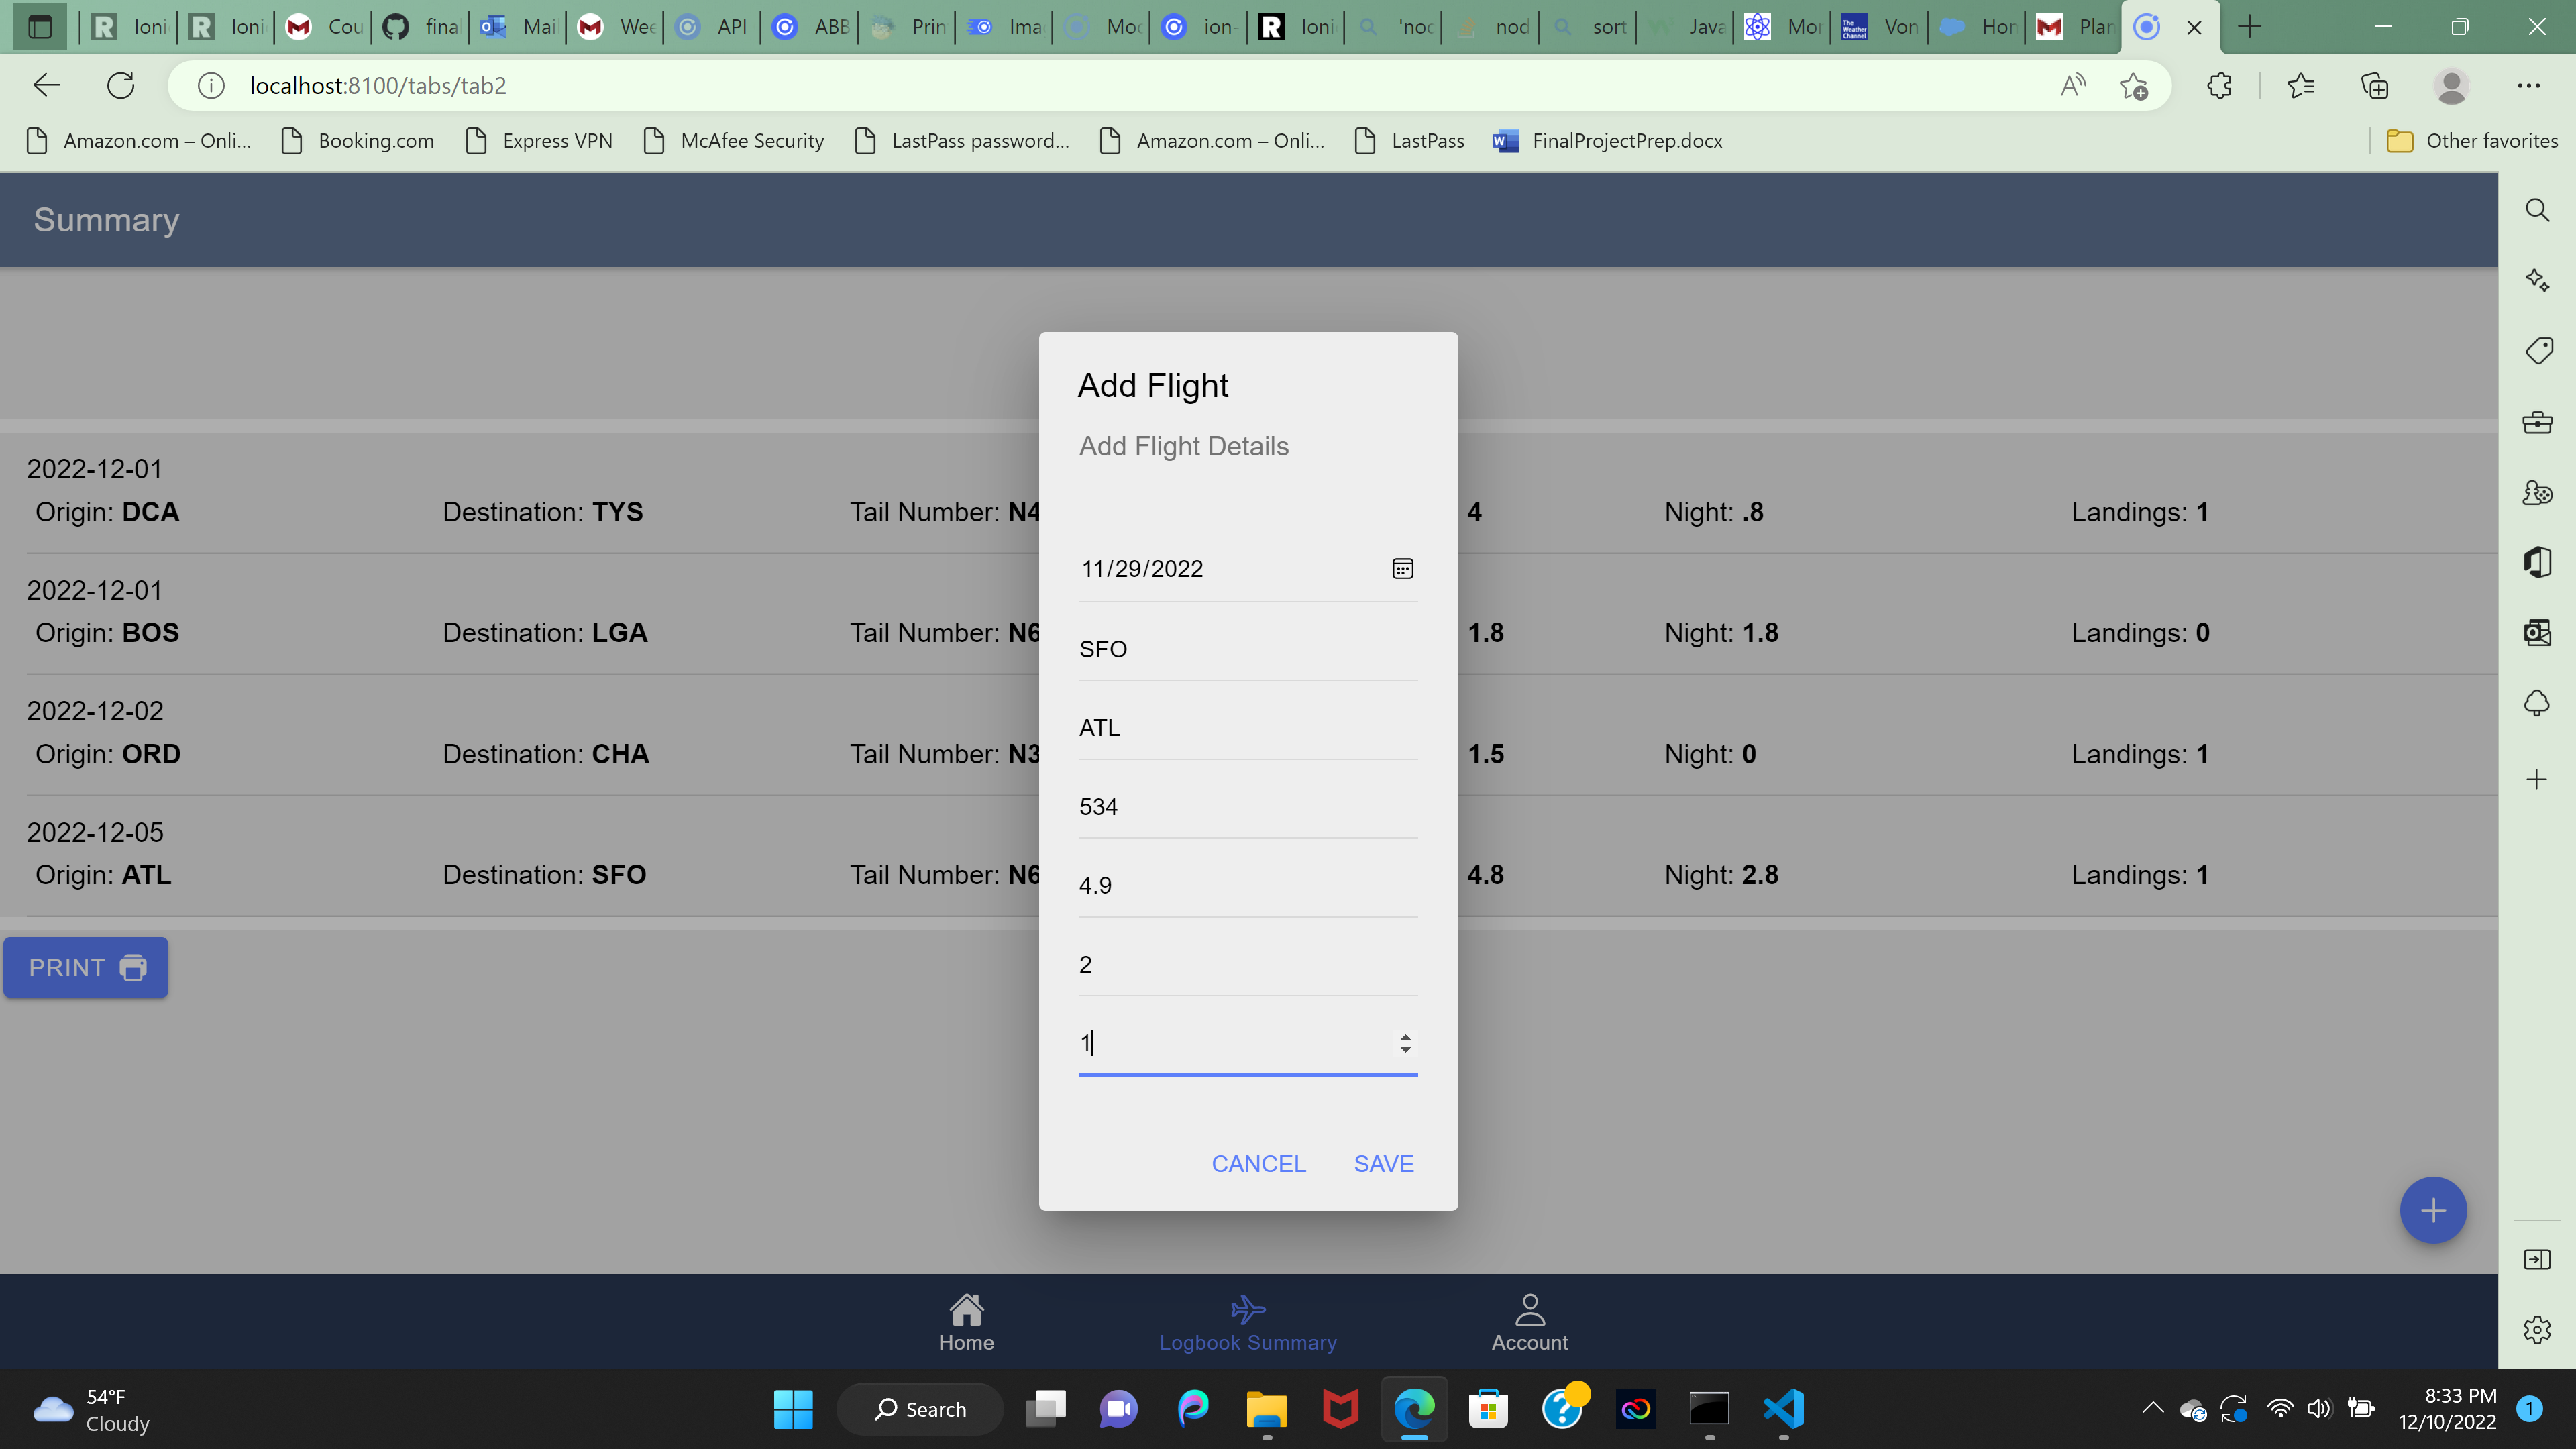 Ioni
Ioni
Cou
final
Mail
Wee
API
ABB
Prin
Imag
Moc
ion-
Ioni
'noc
nod
sort
Java
Mor
Von
Hon
Plan
localhost:8100/tabs/tab2
Amazon.com – Onli...
Booking.com
Express VPN
McAfee Security
LastPass password...
Amazon.com – Onli...
LastPass
FinalProjectPrep.docx
Other favorites
Summary
Add Flight
Add Flight Details
11/29/2022
SFO
ATL
534
4.9
2
1
CANCEL SAVE
2022-12-01
Origin: DCA Destination: TYS Tail Number: N4 4 Night: .8 Landings: 1
2022-12-01
Origin: BOS Destination: LGA Tail Number: N6 1.8 Night: 1.8 Landings: 0
2022-12-02
Origin: ORD Destination: CHA Tail Number: N3 1.5 Night: 0 Landings: 1
2022-12-05
Origin: ATL Destination: SFO Tail Number: N6 4.8 Night: 2.8 Landings: 1
PRINT
Home
Logbook Summary
Account
54°F
Cloudy
Search
8:33 PM
12/10/2022
1